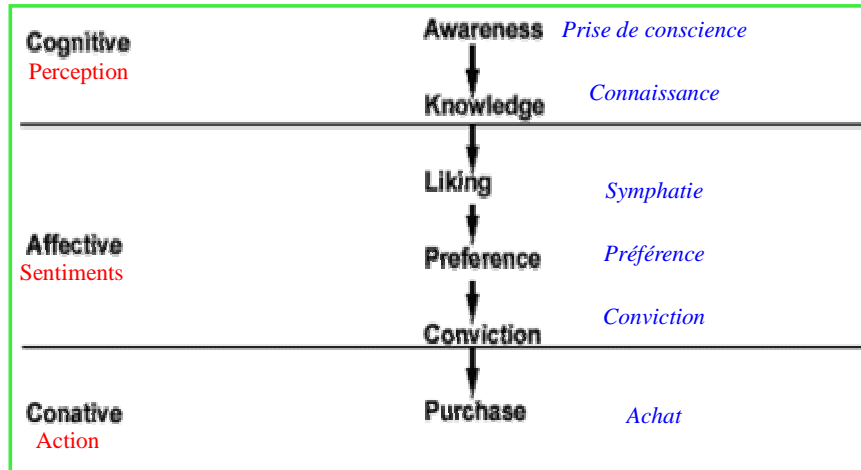 Awareness Prise de conscience
Cognitive
Perception
Connaissance
Knowledge
Liking Symphatie
Affective
Sentiments
Preference Préférence
Conviction Conviction
Conative
Action
Purchase Achat